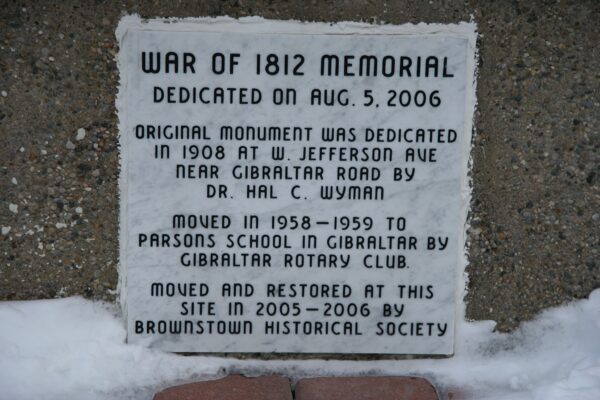 WAR OF 1812 MEMORIAL
DEDICATED ON AUG. 5, 2006
ORIGINAL MONUMENT WAS DEDICATED
IN 1908 AT W. JEFFERSON AVE
NEAR GIBRALTAR ROAD BY
DR. HAL C. WYMAN
MOVED IN 1958–1959 TO
PARSONS SCHOOL IN GIBRALTAR BY
GIBRALTAR ROTARY CLUB.
MOVED AND RESTORED AT THIS
SITE IN 2005–2006 BY
BROWNSTOWN HISTORICAL SOCIETY